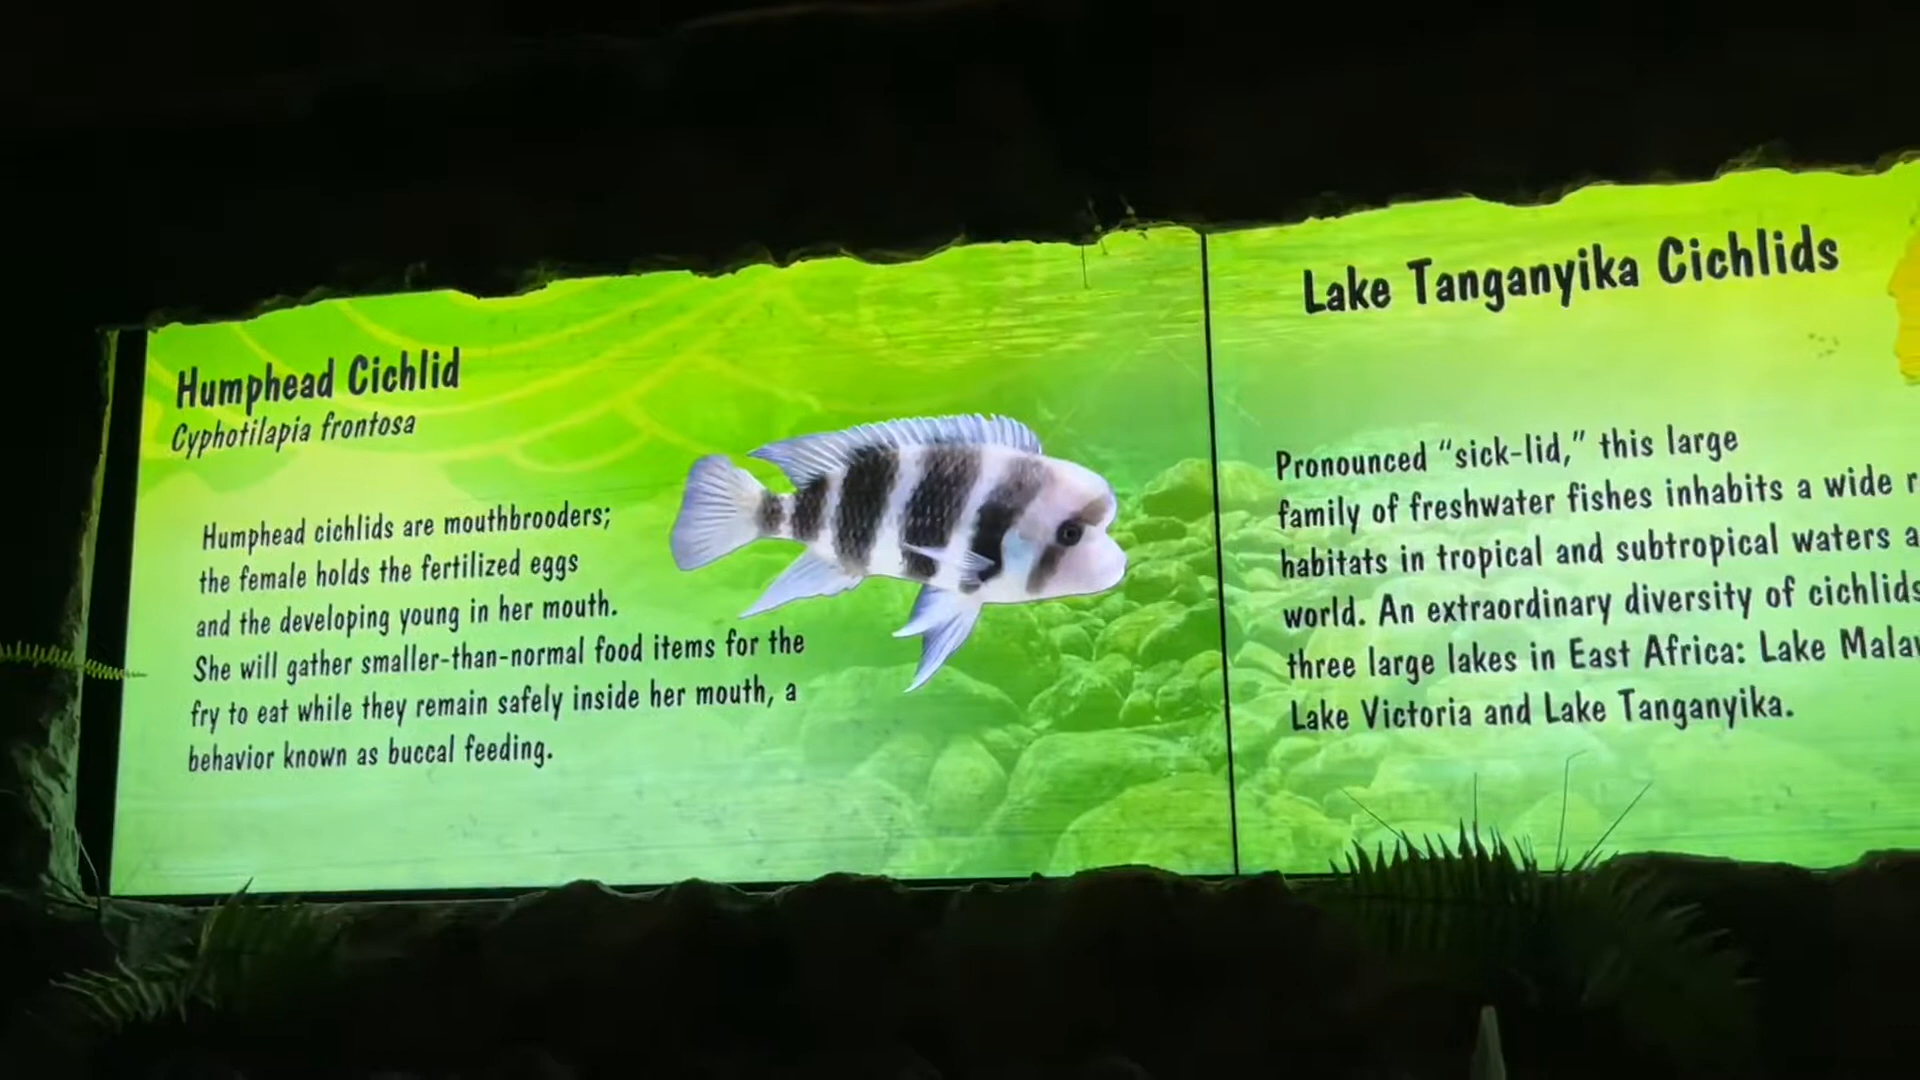 Humphead Cichlid
Cyphotilapia frontosa
Humphead cichlids are mouthbrooders;
the female holds the fertilized eggs
and the developing young in her mouth.
She will gather smaller-than-normal food items for the
fry to eat while they remain safely inside her mouth, a
behavior known as buccal feeding.
Lake Tanganyika Cichlids
Pronounced “sick-lid,” this large
family of freshwater fishes inhabits a wide
habitats in tropical and subtropical waters
world. An extraordinary diversity of cichlids
three large lakes in East Africa: Lake
Lake Victoria and Lake Tanganyika.